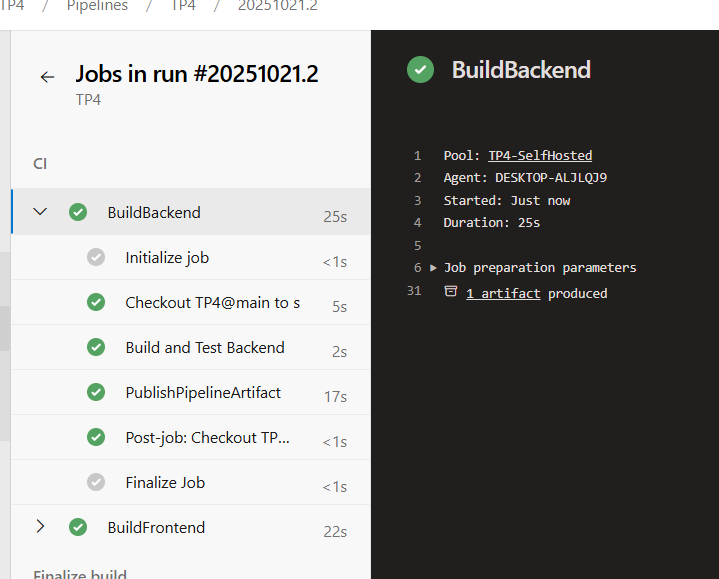 TP4 / Pipelines / TP4 / 20251021.2
← Jobs in run #20251021.2
TP4
CI
BuildBackend 25s
Initialize job <1s
Checkout TP4@main to s 5s
Build and Test Backend 2s
PublishPipelineArtifact 17s
Post-job: Checkout TP... <1s
Finalize Job <1s
BuildFrontend 22s
Finalize build
BuildBackend
1 Pool: TP4-SelfHosted
2 Agent: DESKTOP-ALJLQJ9
3 Started: Just now
4 Duration: 25s
5
6 ▶ Job preparation parameters
31 1 artifact produced